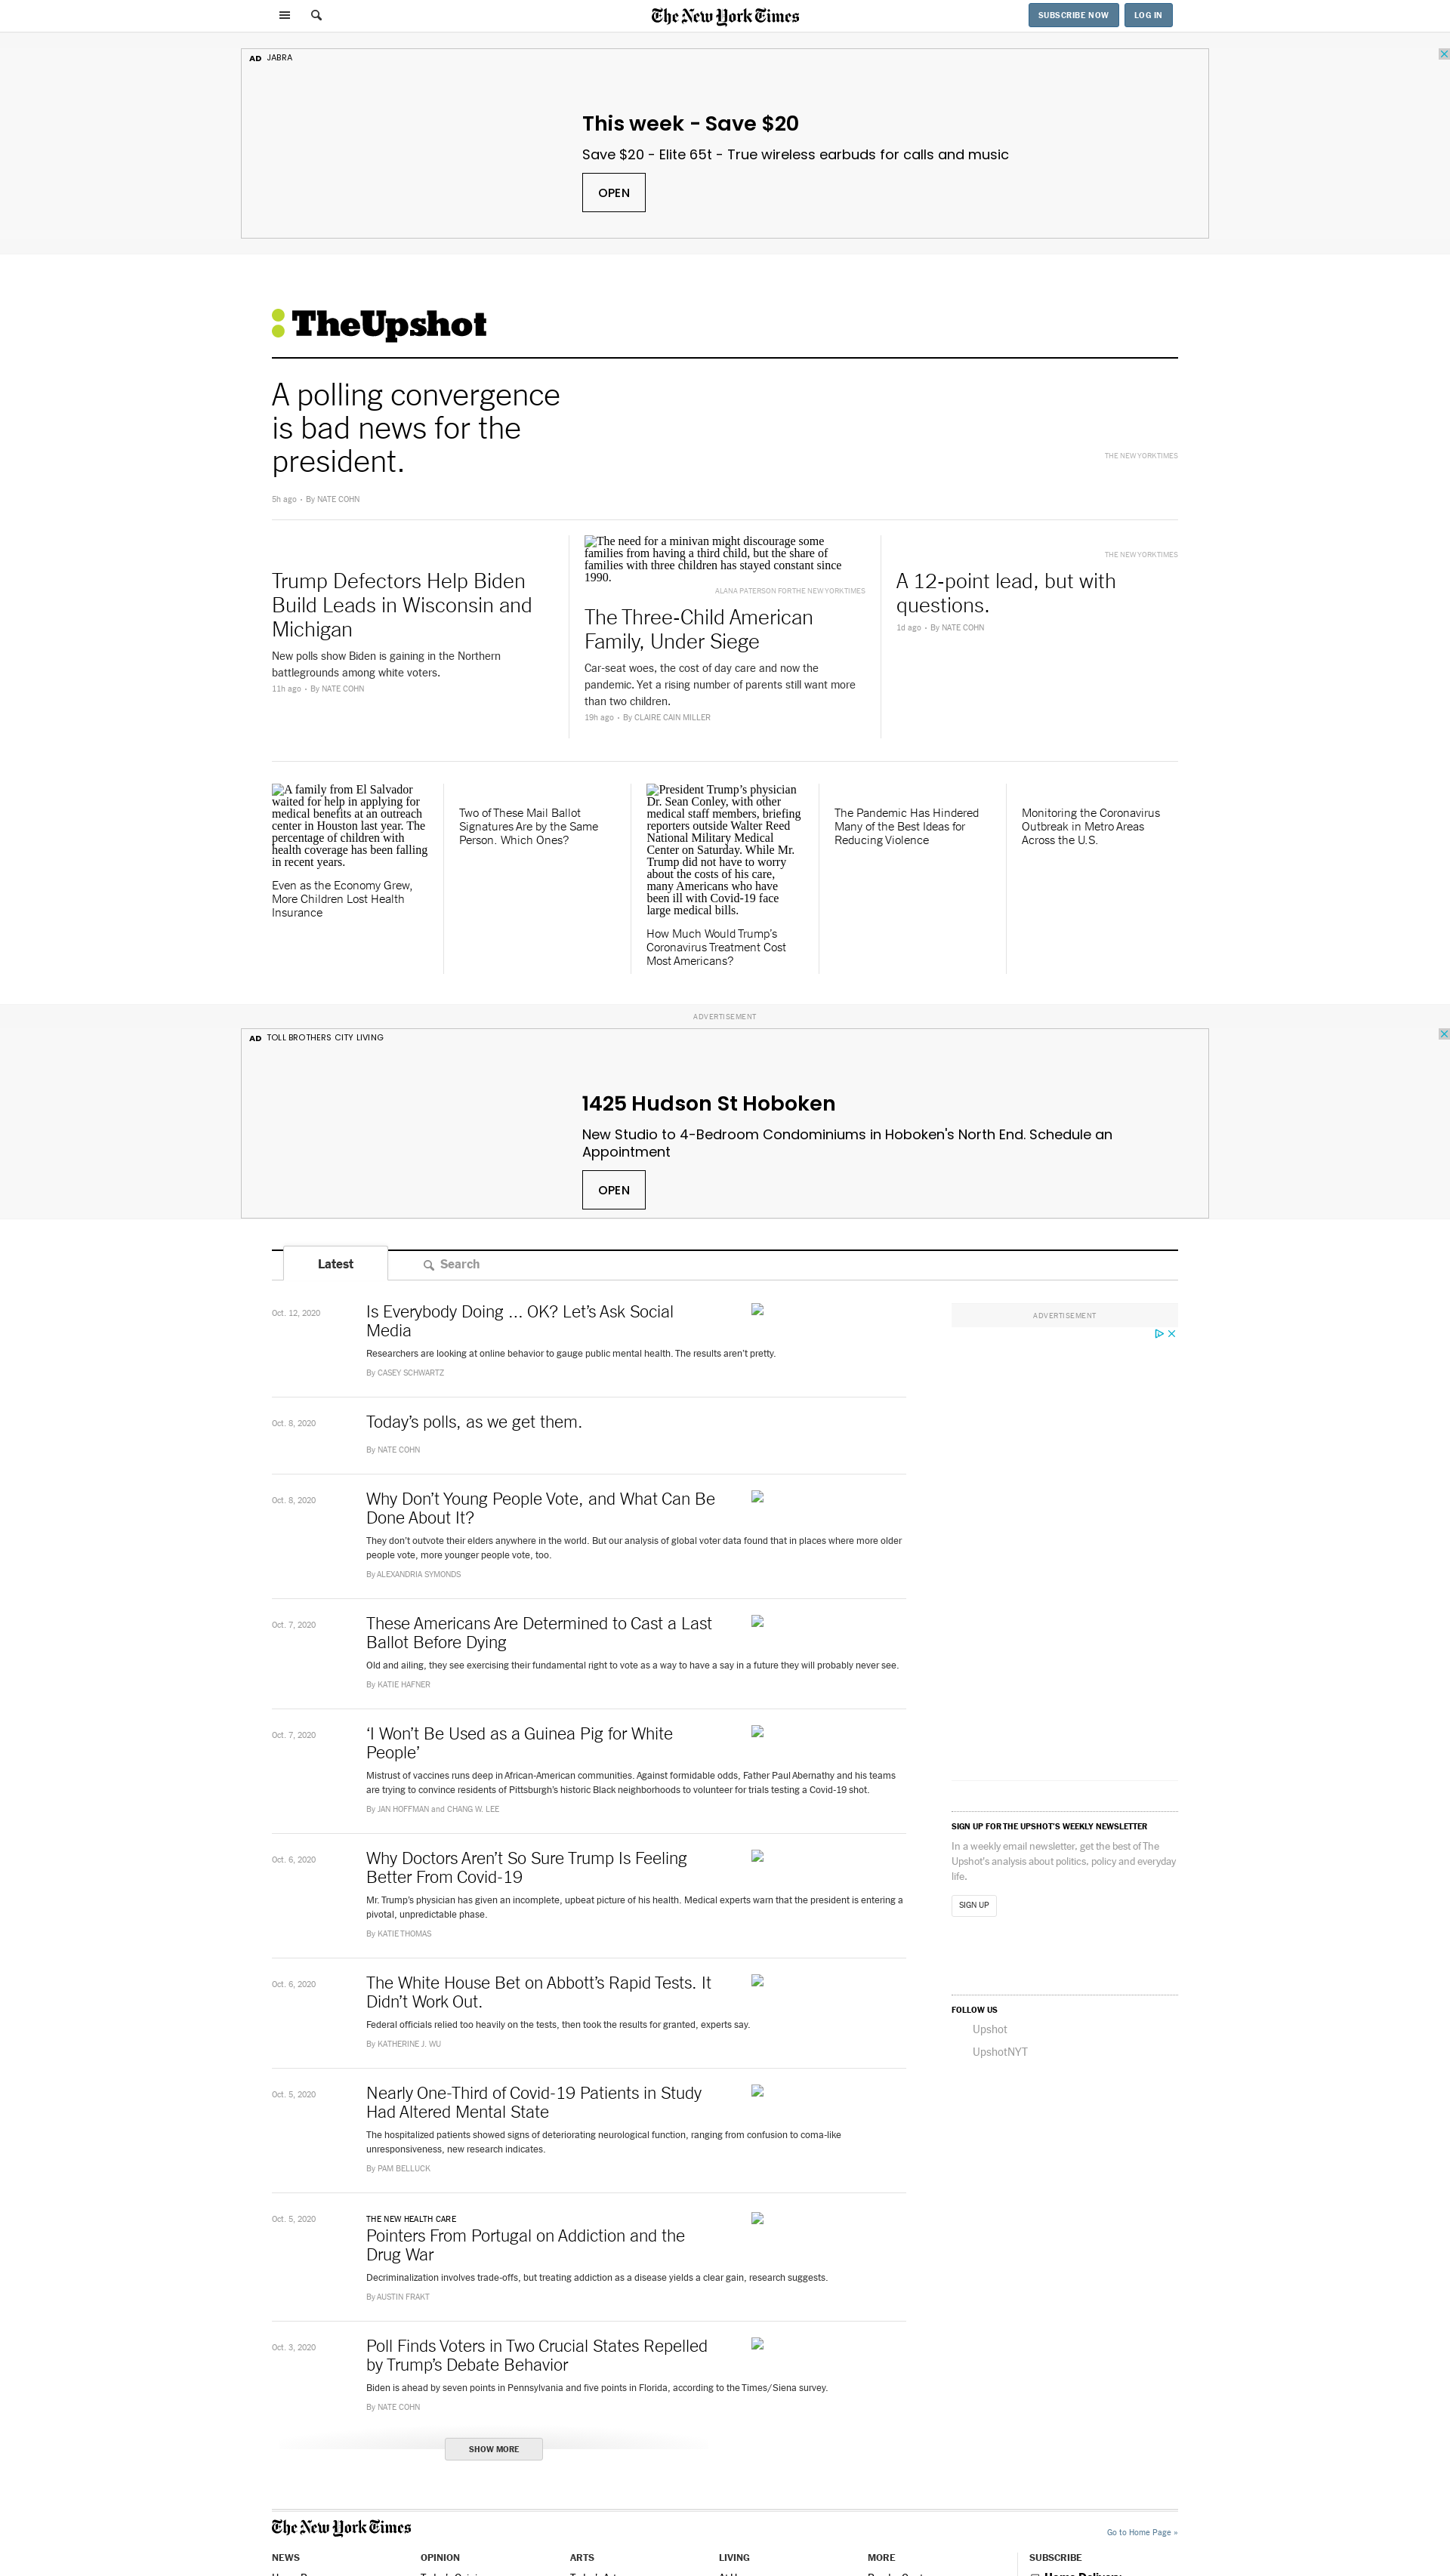 The New York Times
SUBSCRIBE NOW
LOG IN
AD JABRA
This week - Save $20
Save $20 - Elite 65t - True wireless earbuds for calls and music
OPEN
TheUpshot
A polling convergence
is bad news for the
president.
THE NEW YORK TIMES
5h ago • By NATE COHN
Trump Defectors Help Biden
Build Leads in Wisconsin and
Michigan
New polls show Biden is gaining in the Northern
battlegrounds among white voters.
11h ago • By NATE COHN
The need for a minivan might discourage some
families from having a third child, but the share of
families with three children has stayed constant since
1990.
ALANA PATERSON FOR THE NEW YORK TIMES
The Three-Child American
Family, Under Siege
Car-seat woes, the cost of day care and now the
pandemic. Yet a rising number of parents still want more
than two children.
19h ago • By CLAIRE CAIN MILLER
THE NEW YORK TIMES
A 12-point lead, but with
questions.
1d ago • By NATE COHN
A family from El Salvador
waited for help in applying for
medical benefits at an outreach
center in Houston last year. The
percentage of children with
health coverage has been falling
in recent years.
Even as the Economy Grew,
More Children Lost Health
Insurance
Two of These Mail Ballot
Signatures Are by the Same
Person. Which Ones?
President Trump’s physician
Dr. Sean Conley, with other
medical staff members, briefing
reporters outside Walter Reed
National Military Medical
Center on Saturday. While Mr.
Trump did not have to worry
about the costs of his care,
many Americans who have
been ill with Covid-19 face
large medical bills.
How Much Would Trump’s
Coronavirus Treatment Cost
Most Americans?
The Pandemic Has Hindered
Many of the Best Ideas for
Reducing Violence
Monitoring the Coronavirus
Outbreak in Metro Areas
Across the U.S.
ADVERTISEMENT
AD TOLL BROTHERS CITY LIVING
1425 Hudson St Hoboken
New Studio to 4-Bedroom Condominiums in Hoboken's North End. Schedule an
Appointment
OPEN
Latest
Search
Oct. 12, 2020
Is Everybody Doing ... OK? Let’s Ask Social
Media
Researchers are looking at online behavior to gauge public mental health. The results aren’t pretty.
By CASEY SCHWARTZ
Oct. 8, 2020
Today’s polls, as we get them.
By NATE COHN
Oct. 8, 2020
Why Don’t Young People Vote, and What Can Be
Done About It?
They don’t outvote their elders anywhere in the world. But our analysis of global voter data found that in places where more older
people vote, more younger people vote, too.
By ALEXANDRIA SYMONDS
Oct. 7, 2020
These Americans Are Determined to Cast a Last
Ballot Before Dying
Old and ailing, they see exercising their fundamental right to vote as a way to have a say in a future they will probably never see.
By KATIE HAFNER
Oct. 7, 2020
‘I Won’t Be Used as a Guinea Pig for White
People’
Mistrust of vaccines runs deep in African-American communities. Against formidable odds, Father Paul Abernathy and his teams
are trying to convince residents of Pittsburgh’s historic Black neighborhoods to volunteer for trials testing a Covid-19 shot.
By JAN HOFFMAN and CHANG W. LEE
Oct. 6, 2020
Why Doctors Aren’t So Sure Trump Is Feeling
Better From Covid-19
Mr. Trump’s physician has given an incomplete, upbeat picture of his health. Medical experts warn that the president is entering a
pivotal, unpredictable phase.
By KATIE THOMAS
Oct. 6, 2020
The White House Bet on Abbott’s Rapid Tests. It
Didn’t Work Out.
Federal officials relied too heavily on the tests, then took the results for granted, experts say.
By KATHERINE J. WU
Oct. 5, 2020
Nearly One-Third of Covid-19 Patients in Study
Had Altered Mental State
The hospitalized patients showed signs of deteriorating neurological function, ranging from confusion to coma-like
unresponsiveness, new research indicates.
By PAM BELLUCK
Oct. 5, 2020
THE NEW HEALTH CARE
Pointers From Portugal on Addiction and the
Drug War
Decriminalization involves trade-offs, but treating addiction as a disease yields a clear gain, research suggests.
By AUSTIN FRAKT
Oct. 3, 2020
Poll Finds Voters in Two Crucial States Repelled
by Trump’s Debate Behavior
Biden is ahead by seven points in Pennsylvania and five points in Florida, according to the Times/Siena survey.
By NATE COHN
SHOW MORE
ADVERTISEMENT
SIGN UP FOR THE UPSHOT’S WEEKLY NEWSLETTER
In a weekly email newsletter, get the best of The
Upshot’s analysis about politics, policy and everyday
life.
SIGN UP
FOLLOW US
Upshot
UpshotNYT
The New York Times
Go to Home Page »
NEWS
OPINION
ARTS
MORE
LIVING
SUBSCRIBE